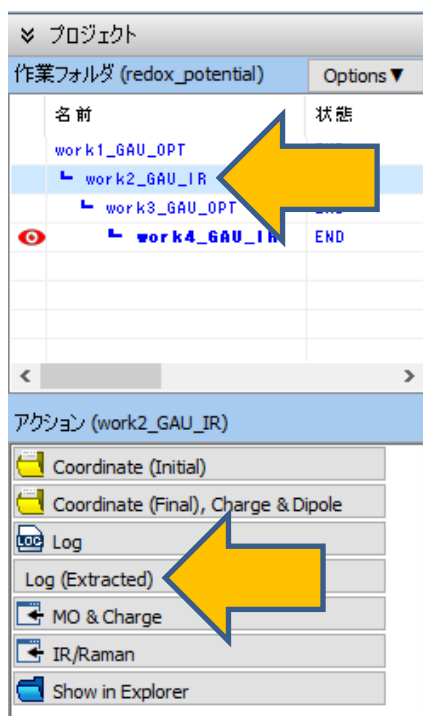 プロジェクト
作業フォルダ (redox_potential) Options▼
名前 状態
work1_GAU_OPT
work2_GAU_IR
work3_GAU_OPT
work4_GAU_IR END
アクション (work2_GAU_IR)
Coordinate (Initial)
Coordinate (Final), Charge & Dipole
LOG Log
Log (Extracted)
MO & Charge
IR/Raman
Show in Explorer